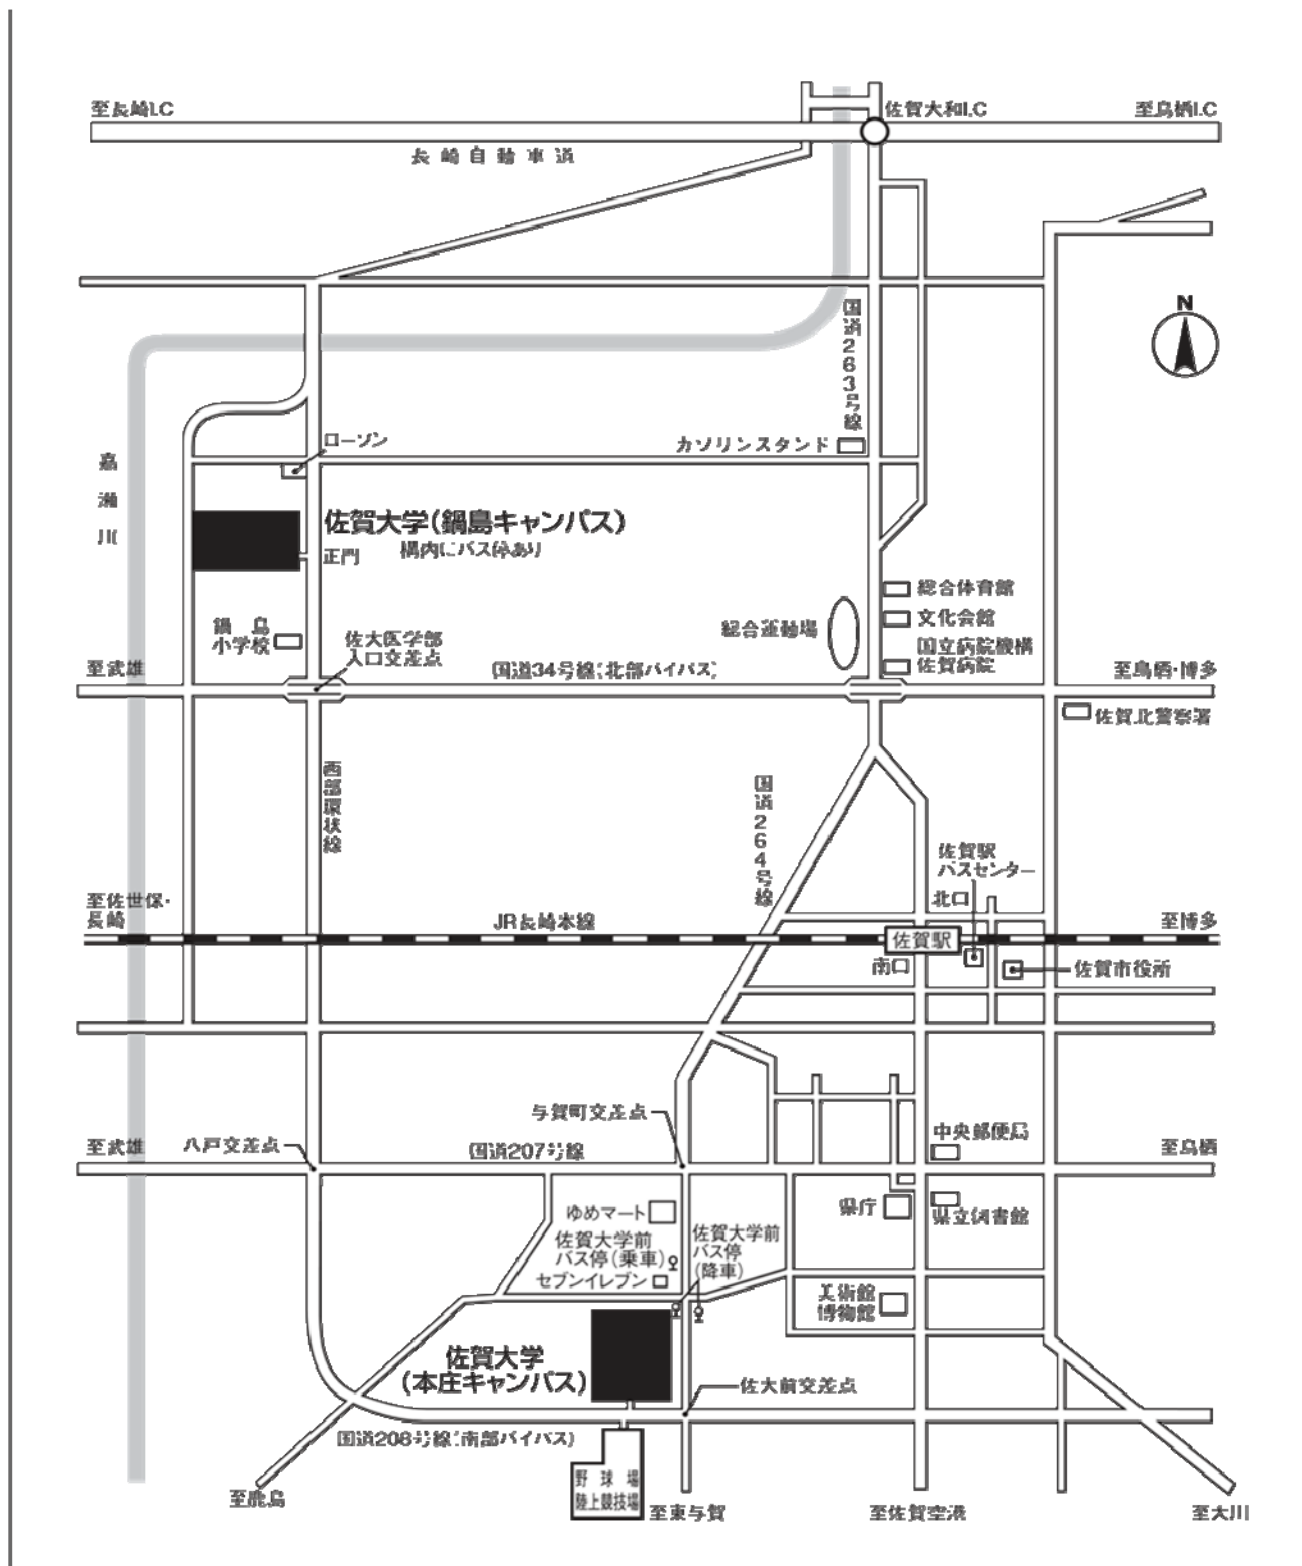 至長崎I.C
佐賀大和I.C
至鳥栖I.C
長崎自動車道
N
国道263号線
ローソン
ガソリンスタンド
嘉瀬川
佐賀大学(鍋島キャンパス)
正門
構内にバス停あり
総合体育館
文化会館
総合運動場
国立病院機構
佐賀病院
鍋島
小学校
佐大医学部
入口交差点
至武雄
国道34号線(北部バイパス)
至鳥栖・博多
佐賀北警察署
西部環状線
国道264号線
佐賀駅
バスセンター
北口
至佐世保・
長崎
JR長崎本線
至博多
佐賀駅
南口
佐賀市役所
与賀町交差点
至武雄
八戸交差点
国道207号線
中央郵便局
至鳥栖
ゆめマート
県庁
県立図書館
佐賀大学前
バス停(乗車)
佐賀大学前
バス停
(降車)
セブンイレブン
美術館
博物館
佐賀大学
(本庄キャンパス)
佐大前交差点
国道208号線(南部バイパス)
野球場
陸上競技場
至鹿島
至東与賀
至佐賀空港
至大川